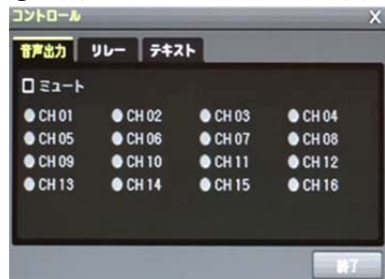 コントロール X
音声出力 リレー テキスト
ミュート
CH 01 CH 02 CH 03 CH 04
CH 05 CH 06 CH 07 CH 08
CH 09 CH 10 CH 11 CH 12
CH 13 CH 14 CH 15 CH 16
終了